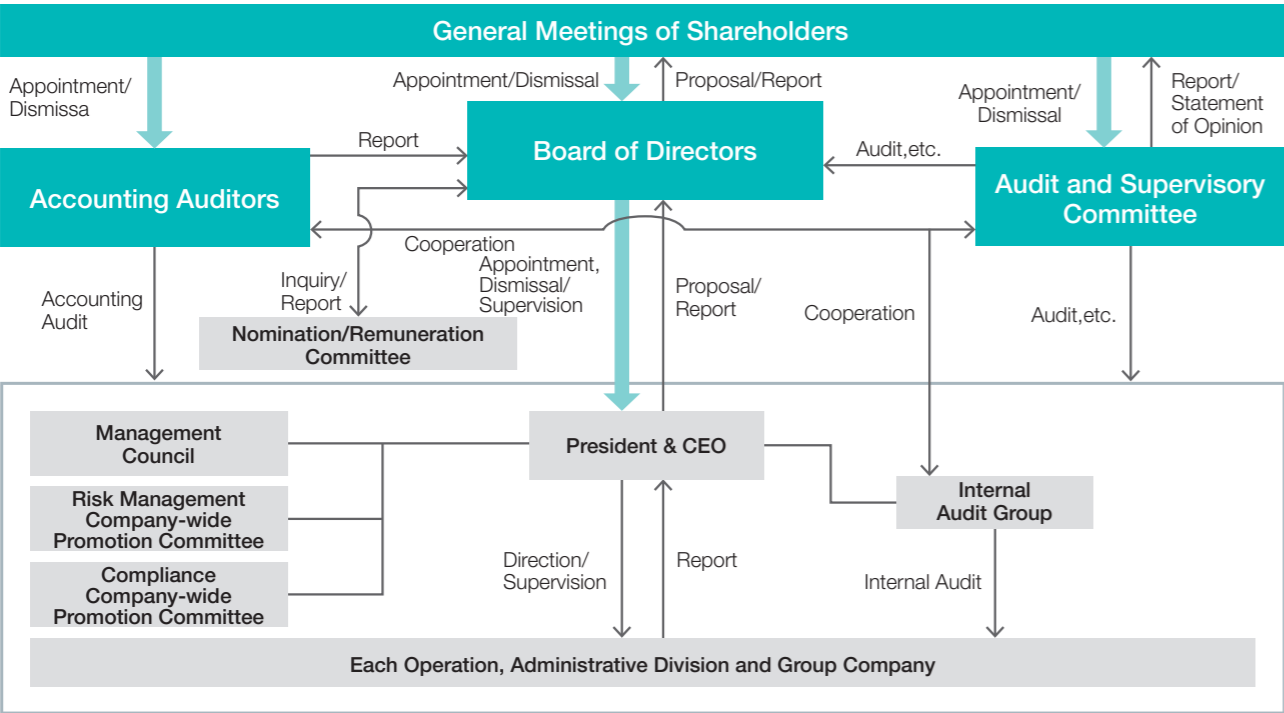 General Meetings of Shareholders
Appointment/
Dismissa
Appointment/Dismissal
Proposal/Report
Appointment/
Dismissal
Report/
Statement
of Opinion
Report
Board of Directors
Audit,etc.
Accounting Auditors
Audit and Supervisory
Committee
Cooperation
Accounting
Audit
Inquiry/
Report
Appointment,
Dismissal/
Supervision
Proposal/
Report
Cooperation
Audit,etc.
Nomination/Remuneration
Committee
Management
Council
President & CEO
Risk Management
Company-wide
Promotion Committee
Internal
Audit Group
Compliance
Company-wide
Promotion Committee
Direction/
Supervision
Report
Internal Audit
Each Operation, Administrative Division and Group Company